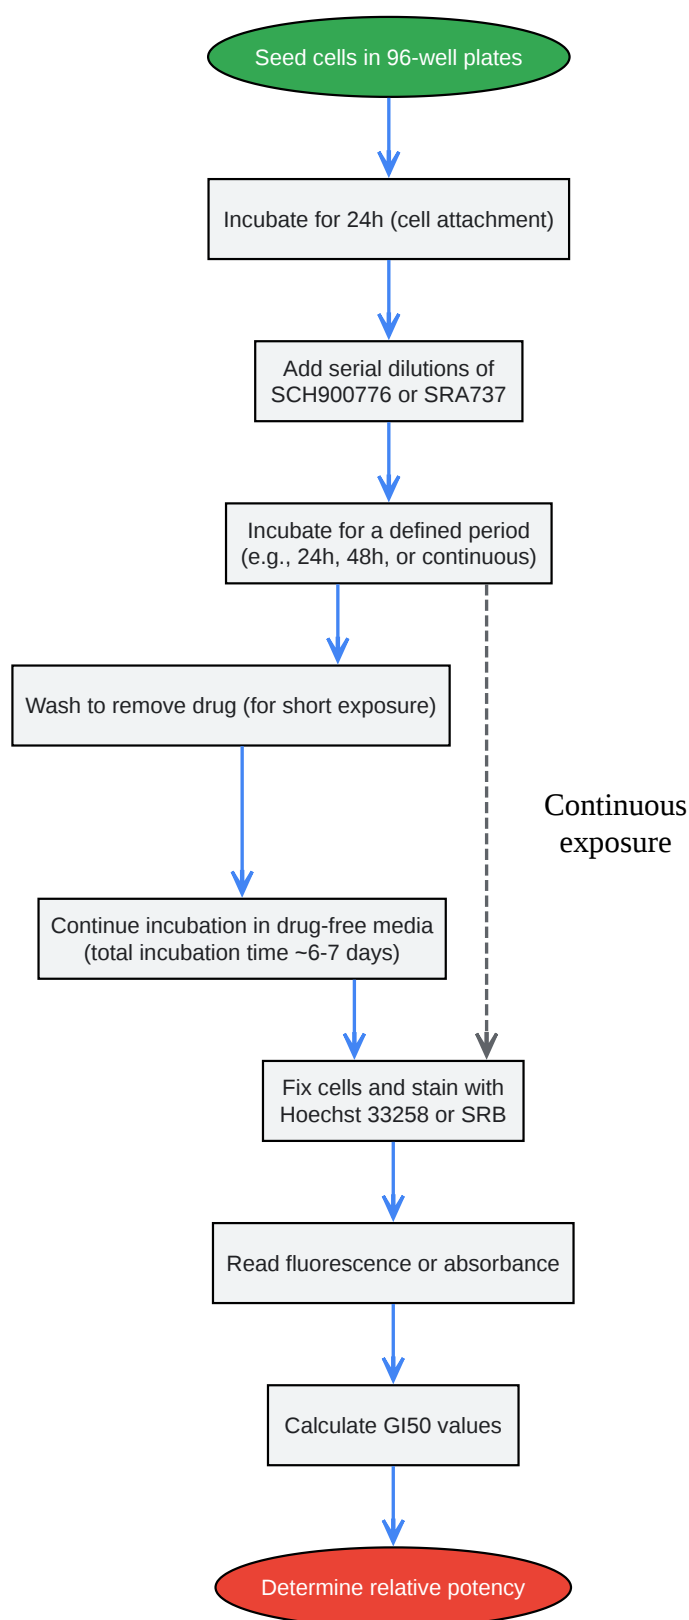 Seed cells in 96-well plates
Incubate for 24h (cell attachment)
Add serial dilutions of
SCH900776 or SRA737
Incubate for a defined period
(e.g., 24h, 48h, or continuous)
Wash to remove drug (for short exposure)
Continuous
exposure
Continue incubation in drug-free media
(total incubation time ~6-7 days)
Fix cells and stain with
Hoechst 33258 or SRB
Read fluorescence or absorbance
Calculate GI50 values
Determine relative potency